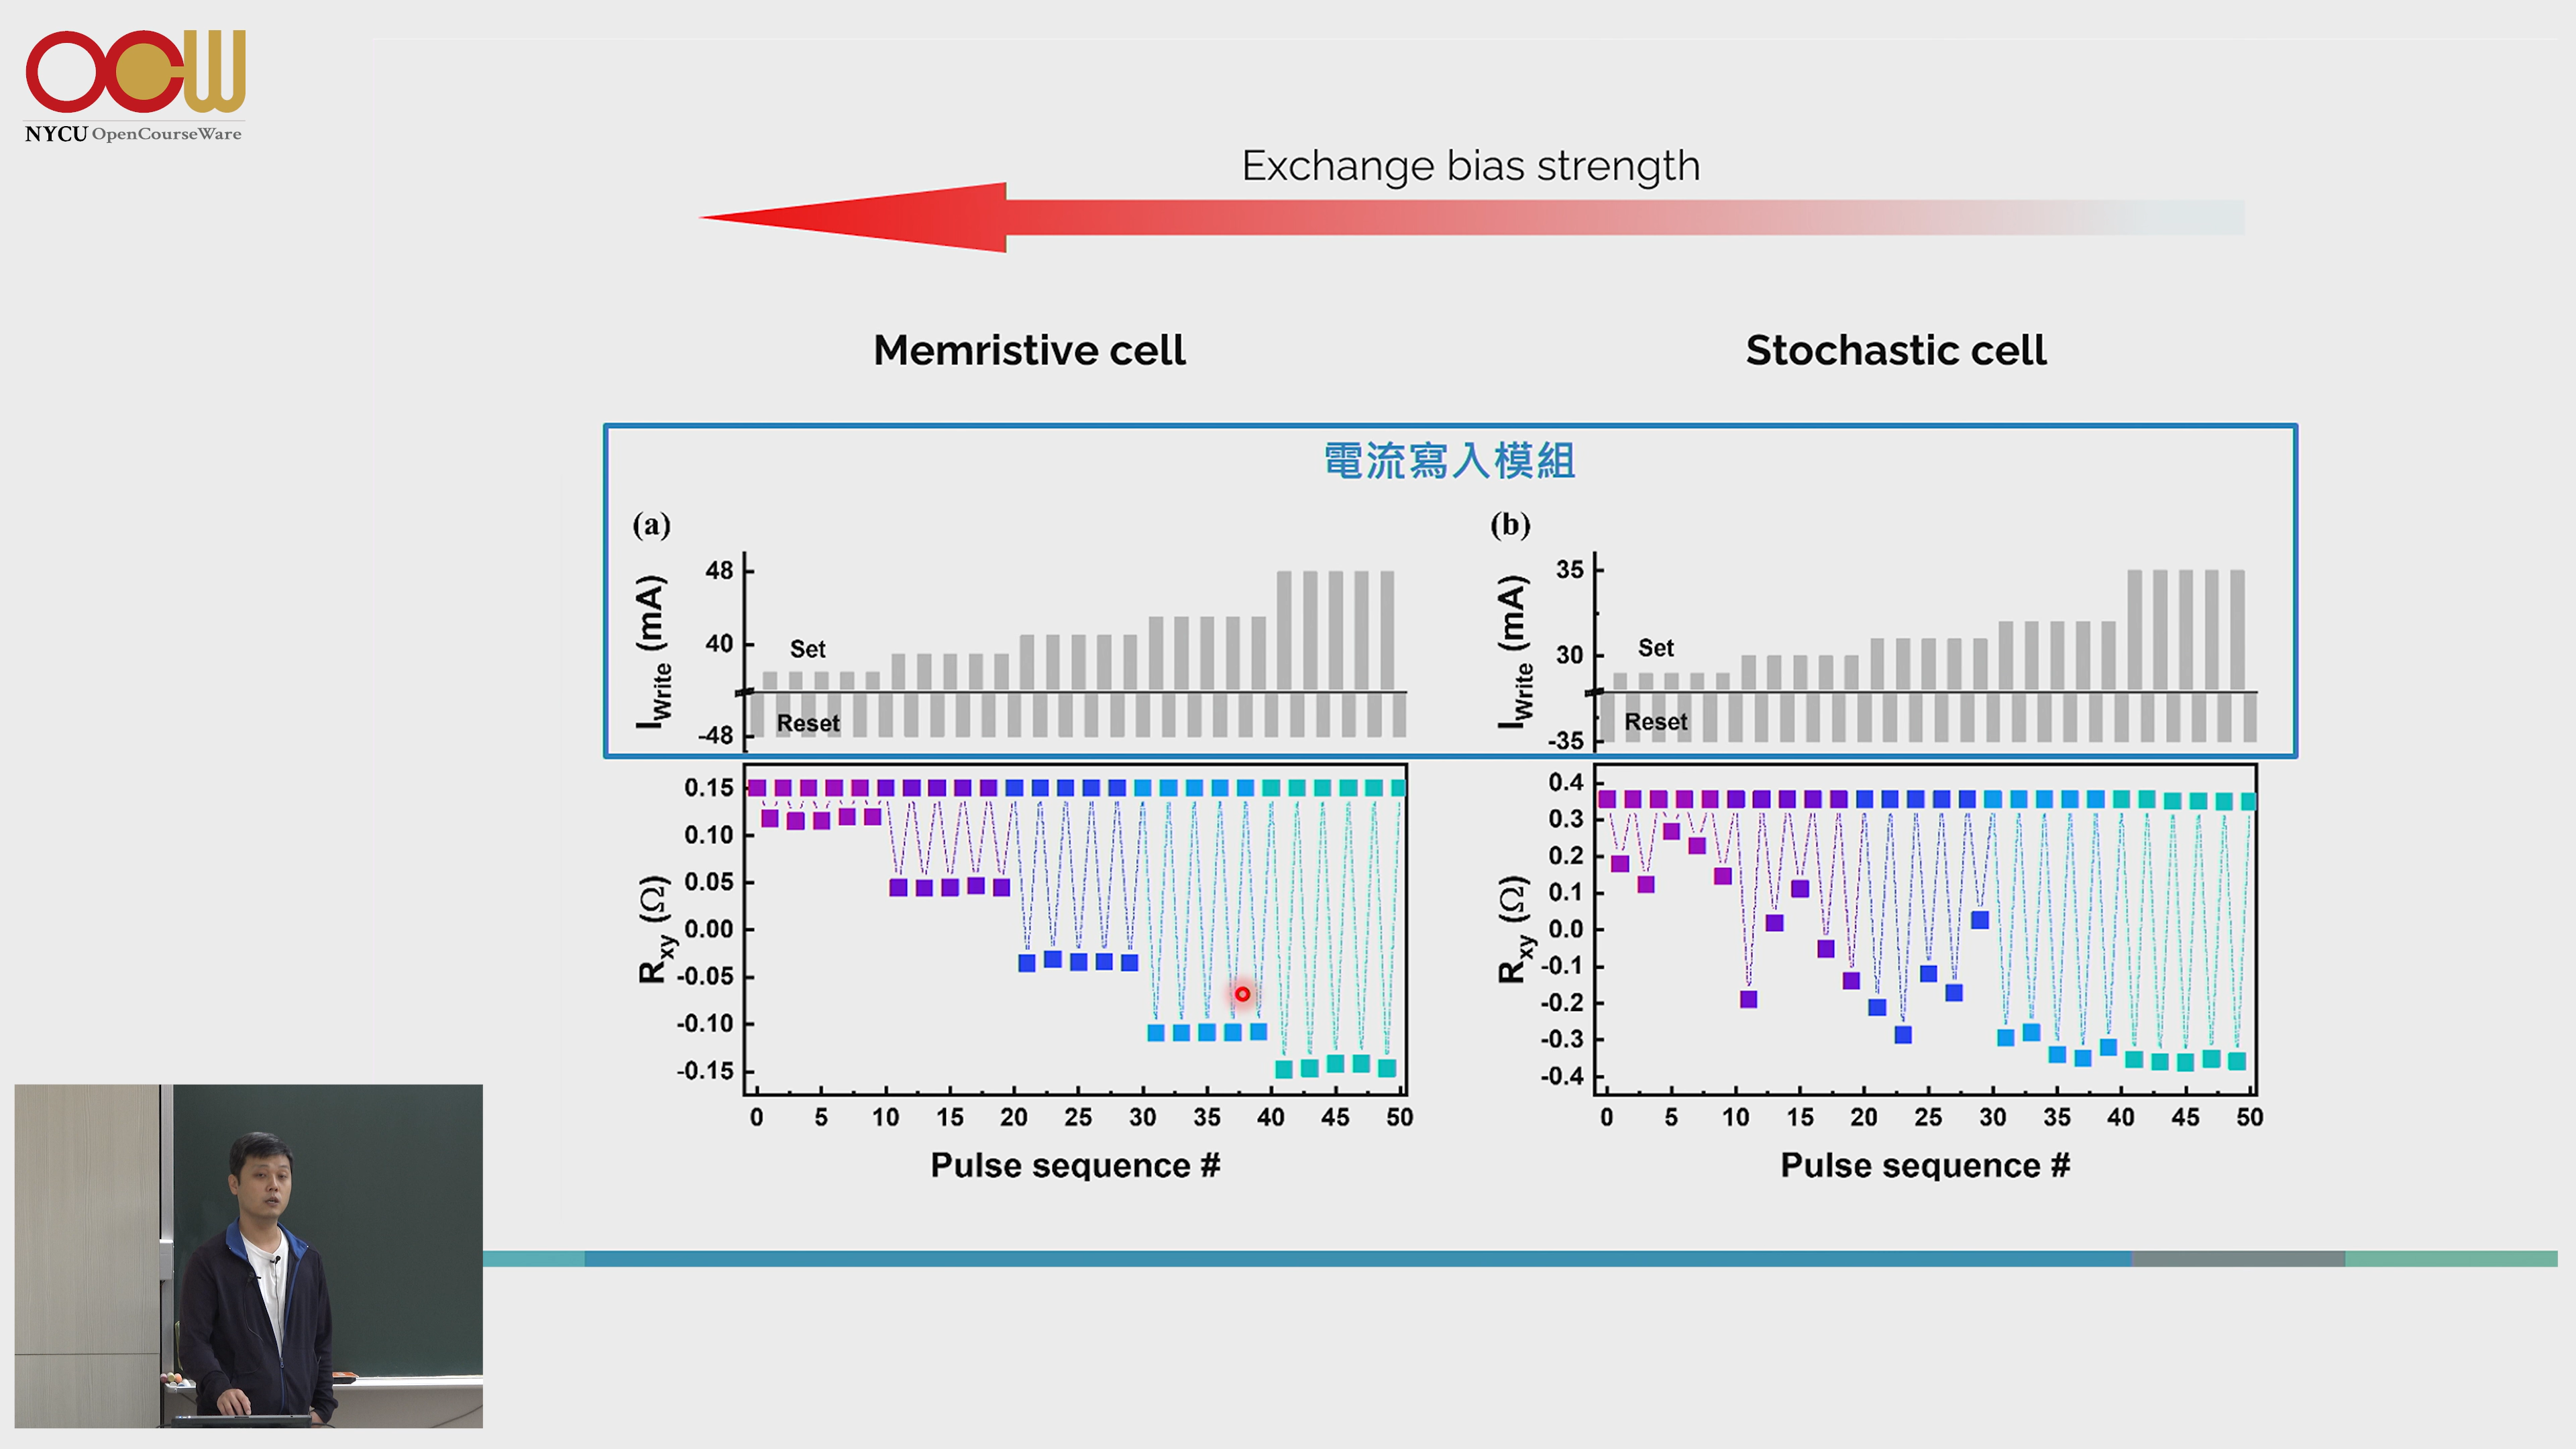 OCW
NYCU OpenCourseWare
Exchange bias strength
Memristive cell
Stochastic cell
電流寫入模組
(a)
48
40
-48
I_Write (mA)
Set
Reset
0.15
0.10
0.05
0.00
-0.05
-0.10
-0.15
R_xy (Ω)
0 5 10 15 20 25 30 35 40 45 50
Pulse sequence #
(b)
35
30
-35
I_Write (mA)
Set
Reset
0.4
0.3
0.2
0.1
0.0
-0.1
-0.2
-0.3
-0.4
R_xy (Ω)
0 5 10 15 20 25 30 35 40 45 50
Pulse sequence #